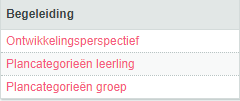 Begeleiding
Ontwikkelingsperspectief
Plancategorieën leerling
Plancategorieën groep